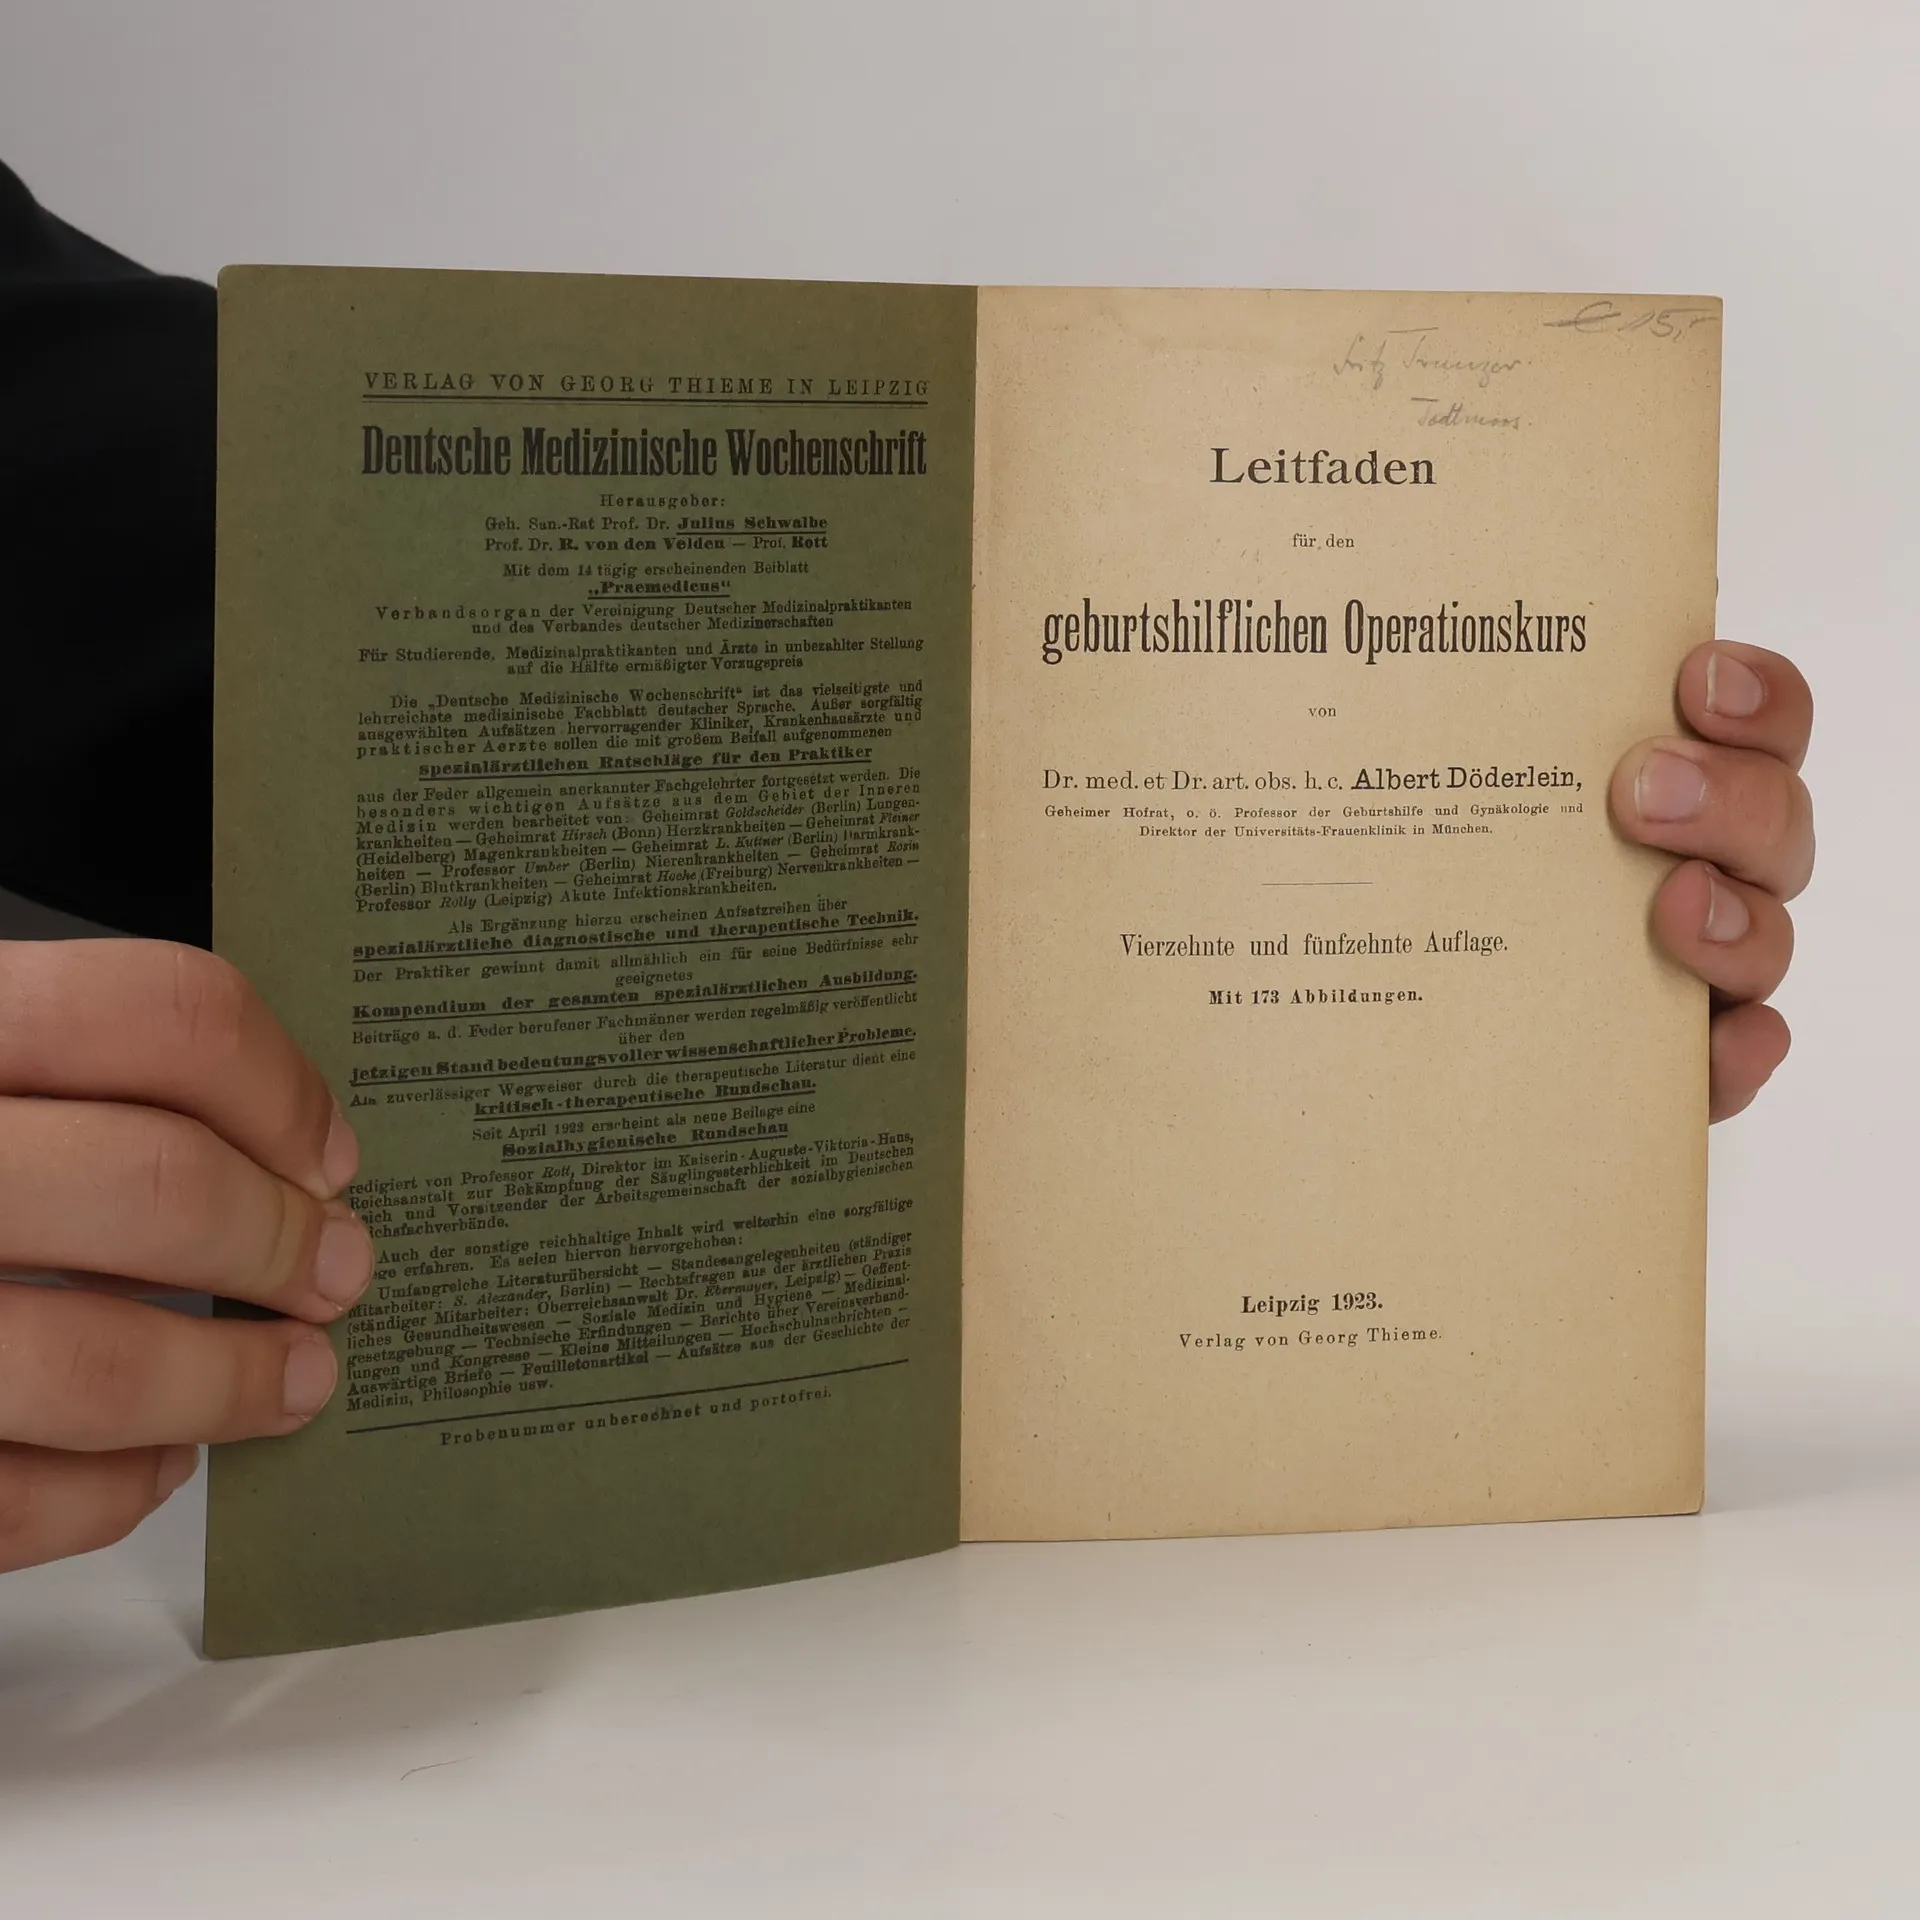 VERLAG VON GEORG THIEME IN LEIPZIG
Deutsche Medizinische Wochenschrift
Herausgeber:
Geh. San.-Rat Prof. Dr. Julius Schwalbe
Prof. Dr. R. von den Velden — Prof. Rott
Mit dem 14 tägig erscheinenden Beiblatt
„Praemedicus“
Verbandsorgan der Vereinigung Deutscher Medizinalpraktikanten
und des Verbandes deutscher Medizinerschaften
Für Studierende, Medizinalpraktikanten und Ärzte in unbezahlter Stellung
auf die Hälfte ermäßigter Vorzugspreis
Die „Deutsche Medizinische Wochenschrift“ ist das vielseitigste und
lehrreichste medizinische Fachblatt deutscher Sprache. Außer sorgfältig
ausgewählten Aufsätzen hervorragender Kliniker, Krankenhausärzte und
praktischer Aerzte sollen die mit großem Beifall aufgenommenen
spezialärztlichen Ratschläge für den Praktiker
aus der Feder allgemein anerkannter Fachgelehrter fortgesetzt werden. Die
besonders wichtigen Aufsätze aus dem Gebiet der Inneren
Medizin werden bearbeitet von: Geheimrat Goldscheider (Berlin) Lungen-
krankheiten — Geheimrat Hirsch (Bonn) Herzkrankheiten — Geheimrat Fleiner
(Heidelberg) Magenkrankheiten — Geheimrat L. Kuttner (Berlin) Darmkrank-
heiten — Professor Umber (Berlin) Nierenkrankheiten — Geheimrat Rosin
(Berlin) Blutkrankheiten — Geheimrat Hoche (Freiburg) Nervenkrankheiten —
Professor Rolly (Leipzig) Akute Infektionskrankheiten.
Als Ergänzung hierzu erscheinen Aufsatzreihen über
spezialärztliche diagnostische und therapeutische Technik.
Der Praktiker gewinnt damit allmählich ein für seine Bedürfnisse sehr
geeignetes
Kompendium der gesamten spezialärztlichen Ausbildung.
Beiträge a. d. Feder berufener Fachmänner werden regelmäßig veröffentlicht
über den
jetzigen Stand bedeutungsvoller wissenschaftlicher Probleme.
Als zuverlässiger Wegweiser durch die therapeutische Literatur dient eine
kritisch-therapeutische Rundschau.
Seit April 1922 erscheint als neue Beilage eine
Sozialhygienische Rundschau
redigiert von Professor Rott, Direktor im Kaiserin-Auguste-Viktoria-Haus,
Reichsanstalt zur Bekämpfung der Säuglingssterblichkeit im Deutschen
eich und Vorsitzender der Arbeitsgemeinschaft der sozialhygienischen
ichsfachverbände.
Auch der sonstige reichhaltige Inhalt wird weiterhin eine sorgfältige
ege erfahren. Es seien hiervon hervorgehoben:
Umfangreiche Literaturübersicht — Standesangelegenheiten (ständiger
Mitarbeiter: S. Alexander, Berlin) — Rechtsfragen aus der ärztlichen Praxis
(ständiger Mitarbeiter: Oberreichsanwalt Dr. Ebermayer, Leipzig) — Oeffent-
liches Gesundheitswesen — Soziale Medizin und Hygiene — Medizinal-
gesetzgebung — Technische Erfindungen — Berichte über Vereinsverhand-
lungen und Kongresse — Kleine Mitteilungen — Hochschulnachrichten —
Auswärtige Briefe — Feuilletonartikel — Aufsätze aus der Geschichte der
Medizin, Philosophie usw.
Probenummer unberechnet und portofrei.
€ 15,-
Fritz
Todtmoos.
Leitfaden
für den
geburtshilflichen Operationskurs
von
Dr. med. et Dr. art. obs. h. c. Albert Döderlein,
Geheimer Hofrat, o. ö. Professor der Geburtshilfe und Gynäkologie und
Direktor der Universitäts-Frauenklinik in München.
Vierzehnte und fünfzehnte Auflage.
Mit 173 Abbildungen.
Leipzig 1923.
Verlag von Georg Thieme.